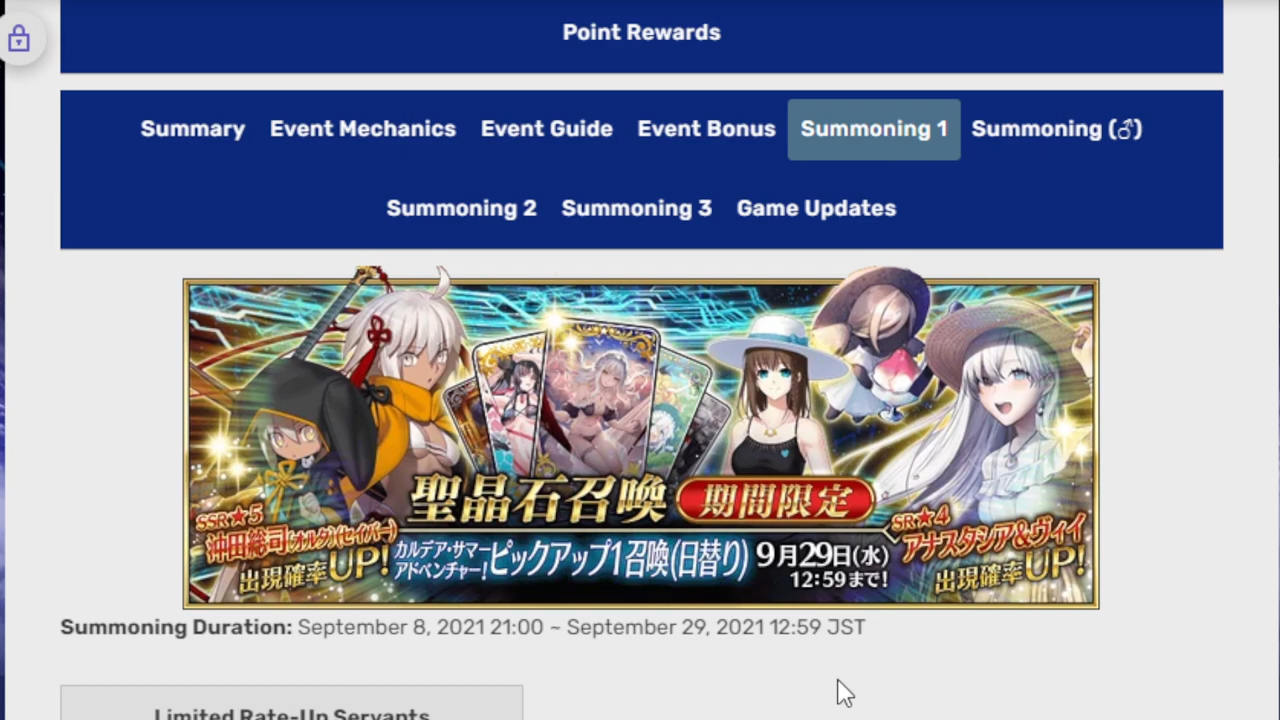 Point Rewards
Summary Event Mechanics Event Guide Event Bonus Summoning 1 Summoning (♂)
Summoning 2 Summoning 3 Game Updates
聖晶石召喚 期間限定
SSR★5
沖田総司(オルタ)(セイバー)
出現確率UP!
カルデア・サマー
アドベンチャー!
ピックアップ1召喚(日替り)
9月29日(水)
12:59まで!
SR★4
アナスタシア&ヴィイ
出現確率UP!
Summoning Duration: September 8, 2021 21:00 ~ September 29, 2021 12:59 JST
Limited Rate-Up Servants